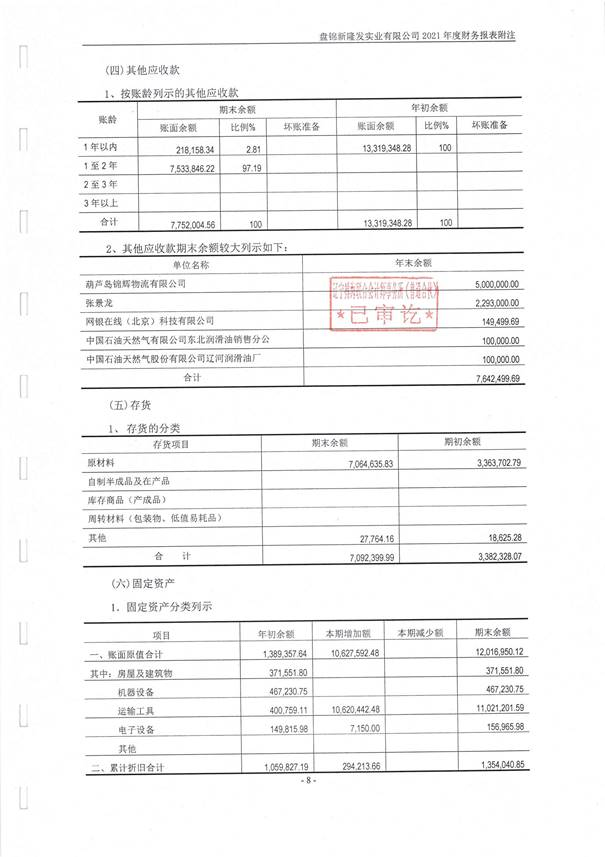 盘锦新隆发实业有限公司2021年度财务报表附注
(四)其他应收款
1、按账龄列示的其他应收款
账龄 期末余额 年初余额
账面余额 比例% 坏账准备 账面余额 比例% 坏账准备
1年以内 218,158.34 2.81 13,319,348.28 100
1至2年 7,533,846.22 97.19
2至3年
3年以上
合计 7,752,004.56 100 13,319,348.28 100
2、其他应收款期末余额较大列示如下:
单位名称 年末余额
葫芦岛锦辉物流有限公司 5,000,000.00
张景龙 2,293,000.00
网银在线（北京）科技有限公司 149,499.69
中国石油天然气有限公司东北润滑油销售分公 100,000.00
中国石油天然气股份有限公司辽河润滑油厂 100,000.00
合计 7,642,499.69
★已审讫★
(五)存货
1、存货的分类
存货项目 期末余额 期初余额
原材料 7,064,635.83 3,363,702.79
自制半成品及在产品
库存商品（产成品）
周转材料（包装物、低值易耗品）
其他 27,764.16 18,625.28
合 计 7,092,399.99 3,382,328.07
(六)固定资产
1. 固定资产分类列示
项目 年初余额 本期增加额 本期减少额 期末余额
一、账面原值合计 1,389,357.64 10,627,592.48 12,016,950.12
其中：房屋及建筑物 371,551.80 371,551.80
机器设备 467,230.75 467,230.75
运输工具 400,759.11 10,620,442.48 11,021,201.59
电子设备 149,815.98 7,150.00 156,965.98
其他
二、累计折旧合计 1,059,827.19 294,213.66 1,354,040.85
- 8 -